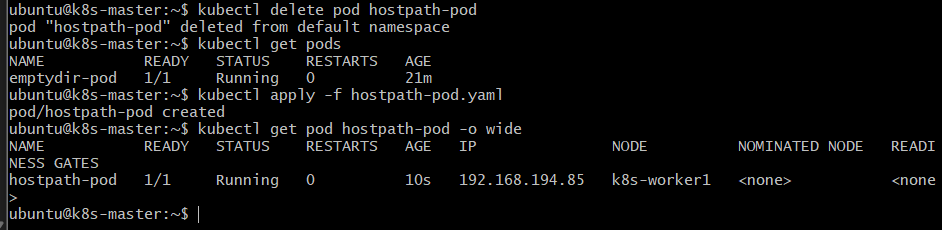 ubuntu@k8s-master:~$ kubectl delete pod hostpath-pod
pod "hostpath-pod" deleted from default namespace
ubuntu@k8s-master:~$ kubectl get pods
NAME           READY   STATUS    RESTARTS   AGE
emptydir-pod   1/1     Running   0          21m
ubuntu@k8s-master:~$ kubectl apply -f hostpath-pod.yaml
pod/hostpath-pod created
ubuntu@k8s-master:~$ kubectl get pod hostpath-pod -o wide
NAME           READY   STATUS    RESTARTS   AGE   IP               NODE          NOMINATED NODE   READI
NESS GATES
hostpath-pod   1/1     Running   0          10s   192.168.194.85   k8s-worker1   <none>           <none
>
ubuntu@k8s-master:~$